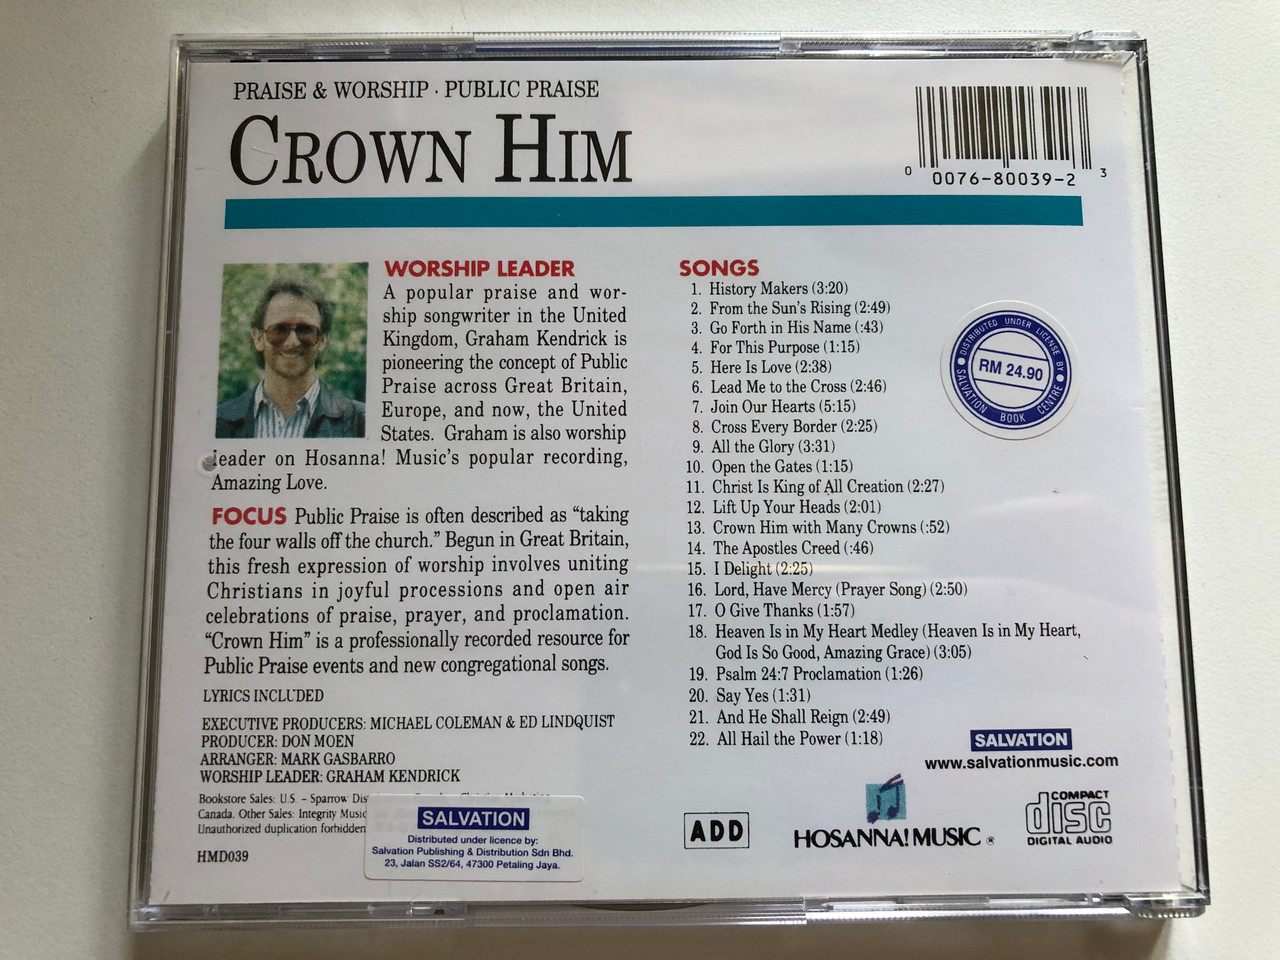 PRAISE & WORSHIP · PUBLIC PRAISE
CROWN HIM
0 0076-80039-2 3
WORSHIP LEADER
A popular praise and wor-
ship songwriter in the United
Kingdom, Graham Kendrick is
pioneering the concept of Public
Praise across Great Britain,
Europe, and now, the United
States. Graham is also worship
leader on Hosanna! Music's popular recording,
Amazing Love.
FOCUS Public Praise is often described as "taking
the four walls off the church." Begun in Great Britain,
this fresh expression of worship involves uniting
Christians in joyful processions and open air
celebrations of praise, prayer, and proclamation.
"Crown Him" is a professionally recorded resource for
Public Praise events and new congregational songs.
LYRICS INCLUDED
EXECUTIVE PRODUCERS: MICHAEL COLEMAN & ED LINDQUIST
PRODUCER: DON MOEN
ARRANGER: MARK GASBARRO
WORSHIP LEADER: GRAHAM KENDRICK
Bookstore Sales: U.S. – Sparrow
Canada. Other Sales: Integrity Music
Unauthorized duplication forbidden
HMD039
SALVATION
Distributed under licence by:
Salvation Publishing & Distribution Sdn Bhd.
23, Jalan SS2/64, 47300 Petaling Jaya.
SONGS
1. History Makers (3:20)
2. From the Sun's Rising (2:49)
3. Go Forth in His Name (:43)
4. For This Purpose (1:15)
5. Here Is Love (2:38)
6. Lead Me to the Cross (2:46)
7. Join Our Hearts (5:15)
8. Cross Every Border (2:25)
9. All the Glory (3:31)
10. Open the Gates (1:15)
11. Christ Is King of All Creation (2:27)
12. Lift Up Your Heads (2:01)
13. Crown Him with Many Crowns (:52)
14. The Apostles Creed (:46)
15. I Delight (2:25)
16. Lord, Have Mercy (Prayer Song) (2:50)
17. O Give Thanks (1:57)
18. Heaven Is in My Heart Medley (Heaven Is in My Heart,
God Is So Good, Amazing Grace) (3:05)
19. Psalm 24:7 Proclamation (1:26)
20. Say Yes (1:31)
21. And He Shall Reign (2:49)
22. All Hail the Power (1:18)
DISTRIBUTED UNDER LICENSE BY
RM 24.90
SALVATION BOOK CENTRE
SALVATION
www.salvationmusic.com
ADD
HOSANNA! MUSIC ®
COMPACT
disc
DIGITAL AUDIO